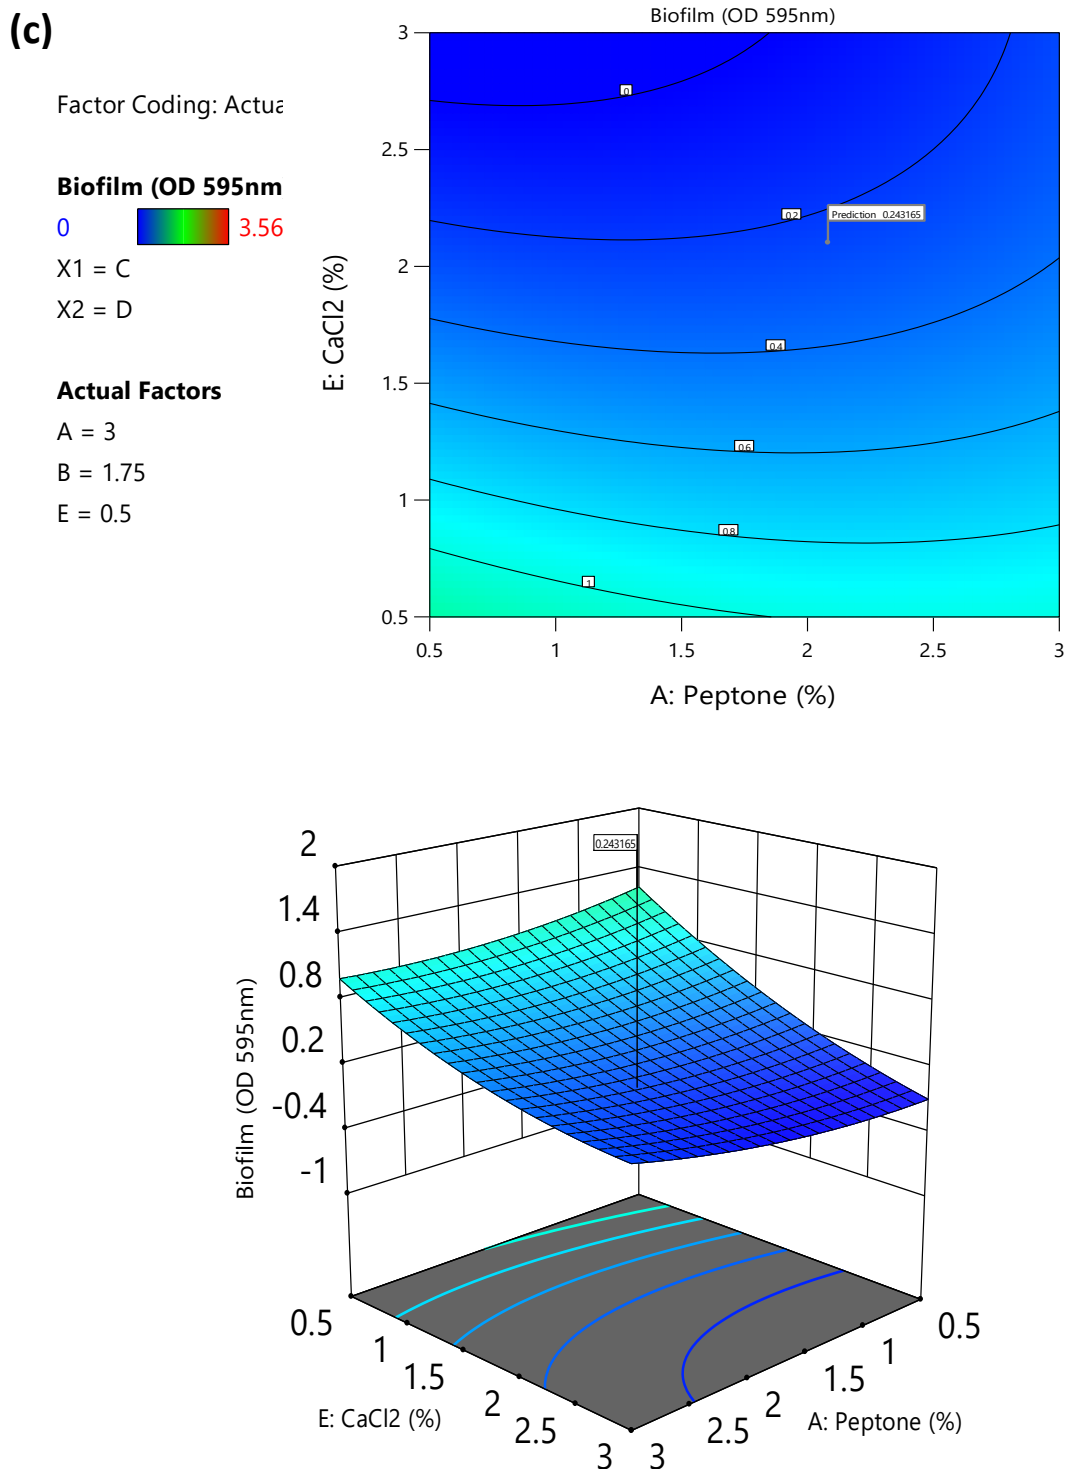 (c)
Factor Coding: Actua
Biofilm (OD 595nm
0 3.56
X1 = C
X2 = D
Actual Factors
A = 3
B = 1.75
E = 0.5
Biofilm (OD 595nm)
3
2.5
2
1.5
1
0.5
E: CaCl2 (%)
0
0.2
Prediction 0.243165
0.4
0.6
0.8
1
0.5 1 1.5 2 2.5 3
A: Peptone (%)
2
1.4
0.8
0.2
-0.4
-1
Biofilm (OD 595nm)
0.243165
0.5
1
1.5
2
2.5
3
E: CaCl2 (%)
3
2.5
2
1.5
1
0.5
A: Peptone (%)